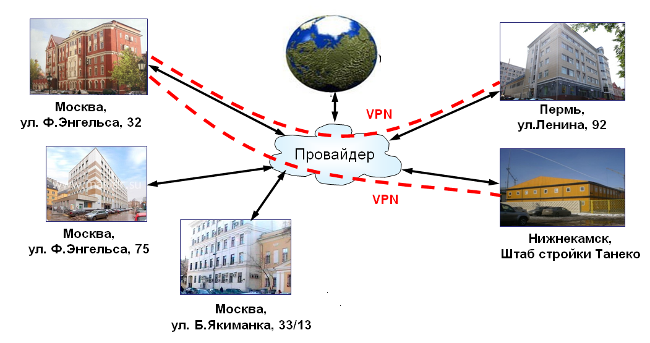 VPN
Москва,
ул. Ф.Энгельса, 32
Пермь,
ул.Ленина, 92
Провайдер
VPN
Москва,
ул. Ф.Энгельса, 75
Нижнекамск,
Штаб стройки Танеко
Москва,
ул. Б.Якиманка, 33/13